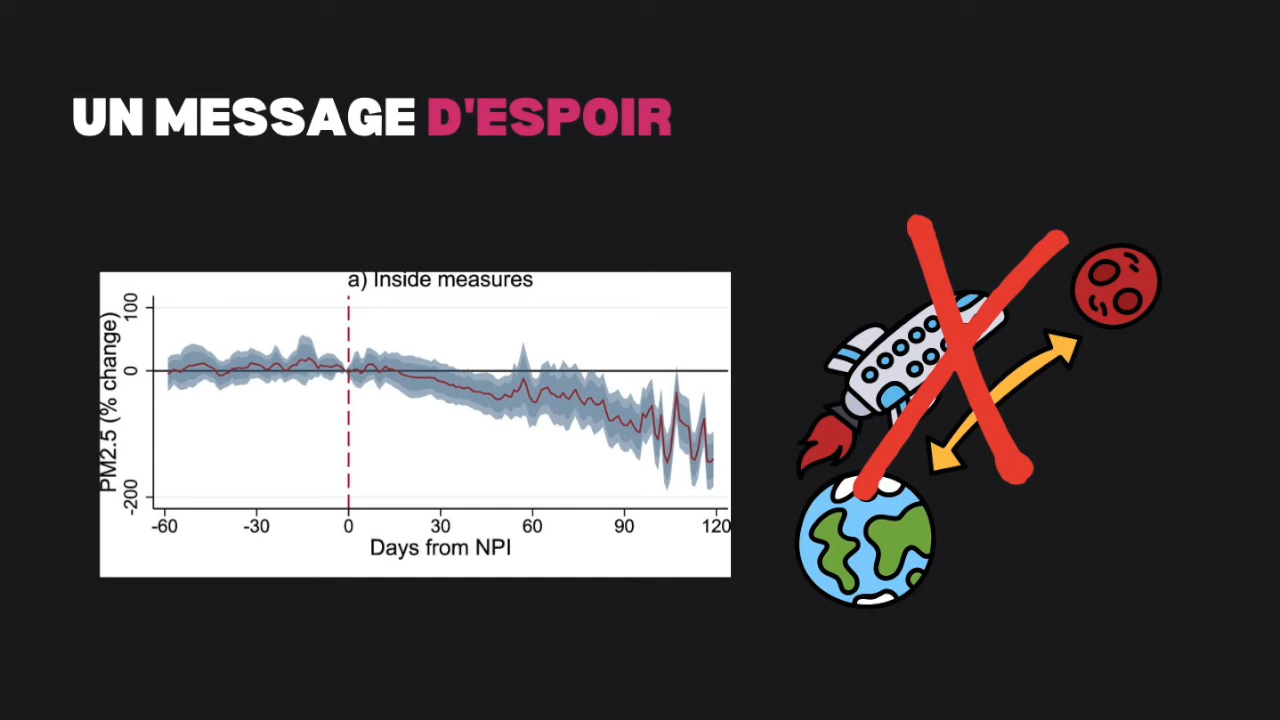 UN MESSAGE D'ESPOIR
a) Inside measures
PM2.5 (% change)
100
0
-200
-60 -30 0 30 60 90 120
Days from NPI